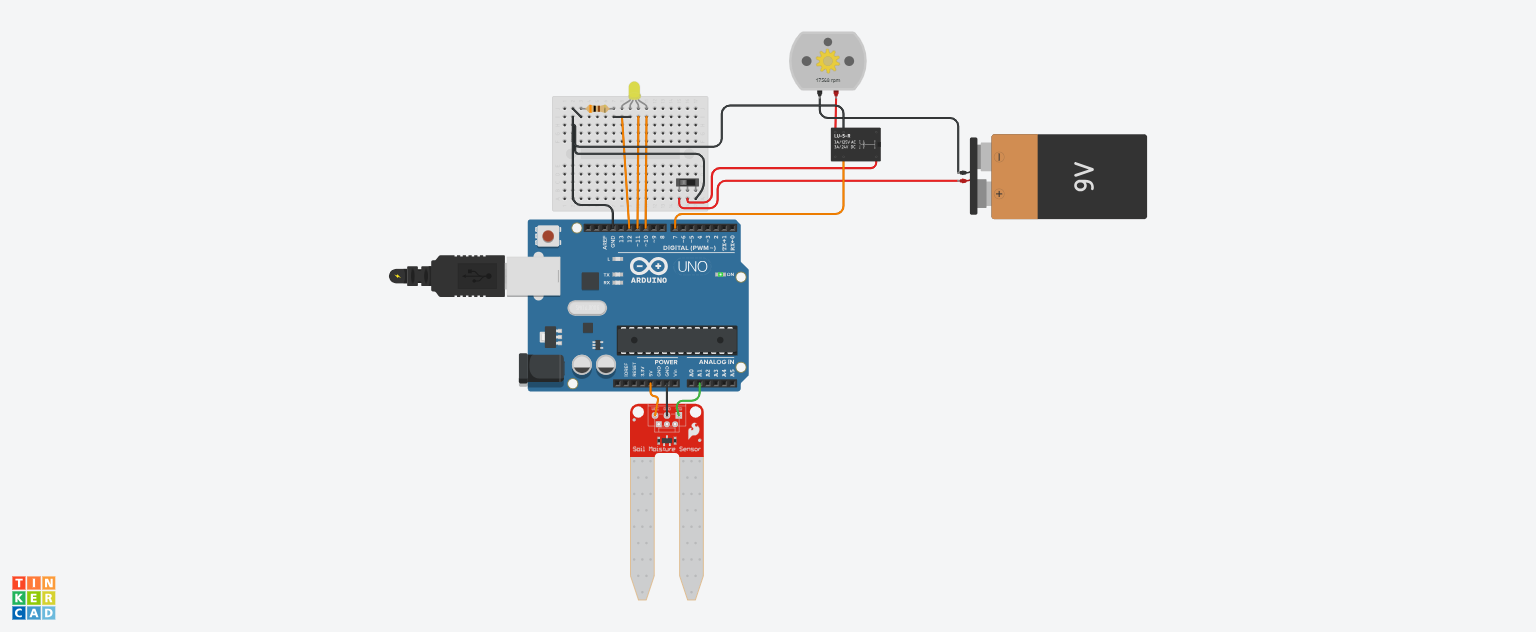 17568 rpm
LU-5-R
9V
AREF
GND
13
12
~11
~10
~9
8
7
~6
~5
4
~3
2
TX→1
RX←0
DIGITAL (PWM~)
L
TX
RX
UNO
ARDUINO
ON
POWER
ANALOG IN
IOREF
RESET
3.3V
5V
GND
GND
Vin
A0
A1
A2
A3
A4
A5
Soil Moisture Sensor
TIN
KER
CAD